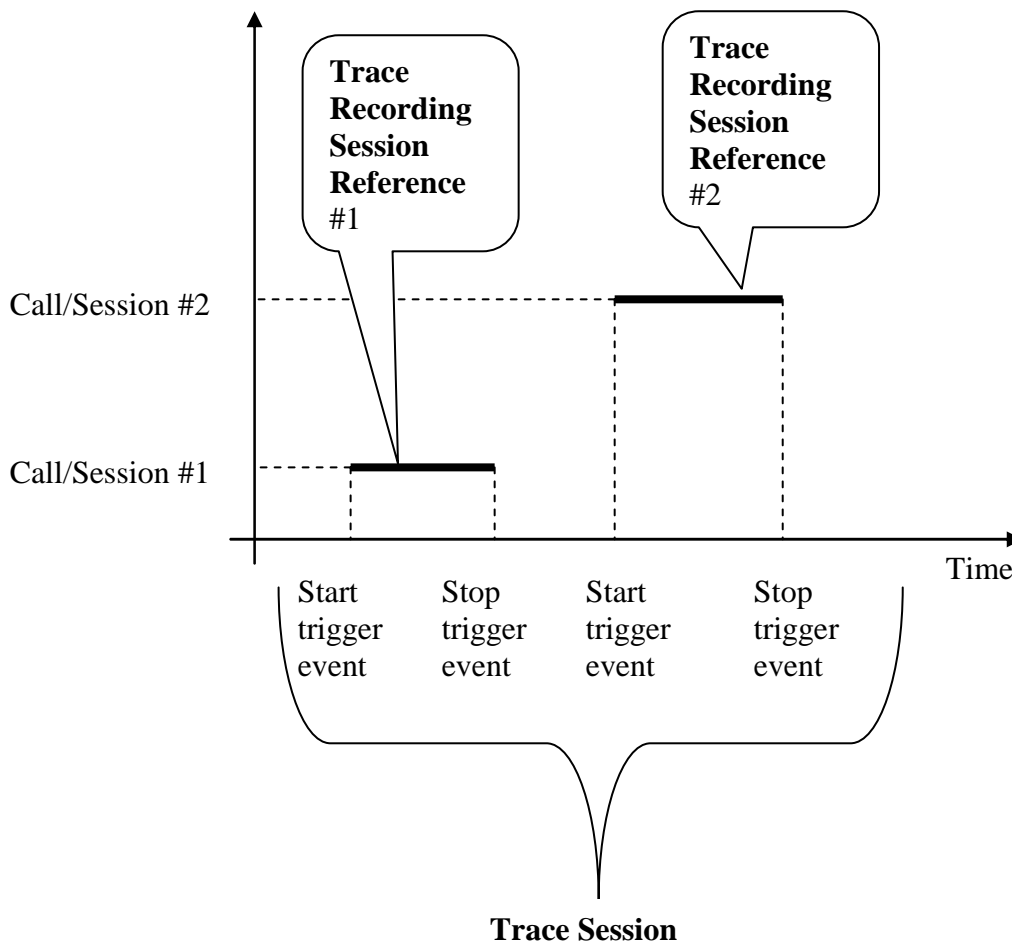 Trace
Recording
Session
Reference
#1
Trace
Recording
Session
Reference
#2
Call/Session #2
Call/Session #1
Time
Start
trigger
event
Stop
trigger
event
Start
trigger
event
Stop
trigger
event
Trace Session